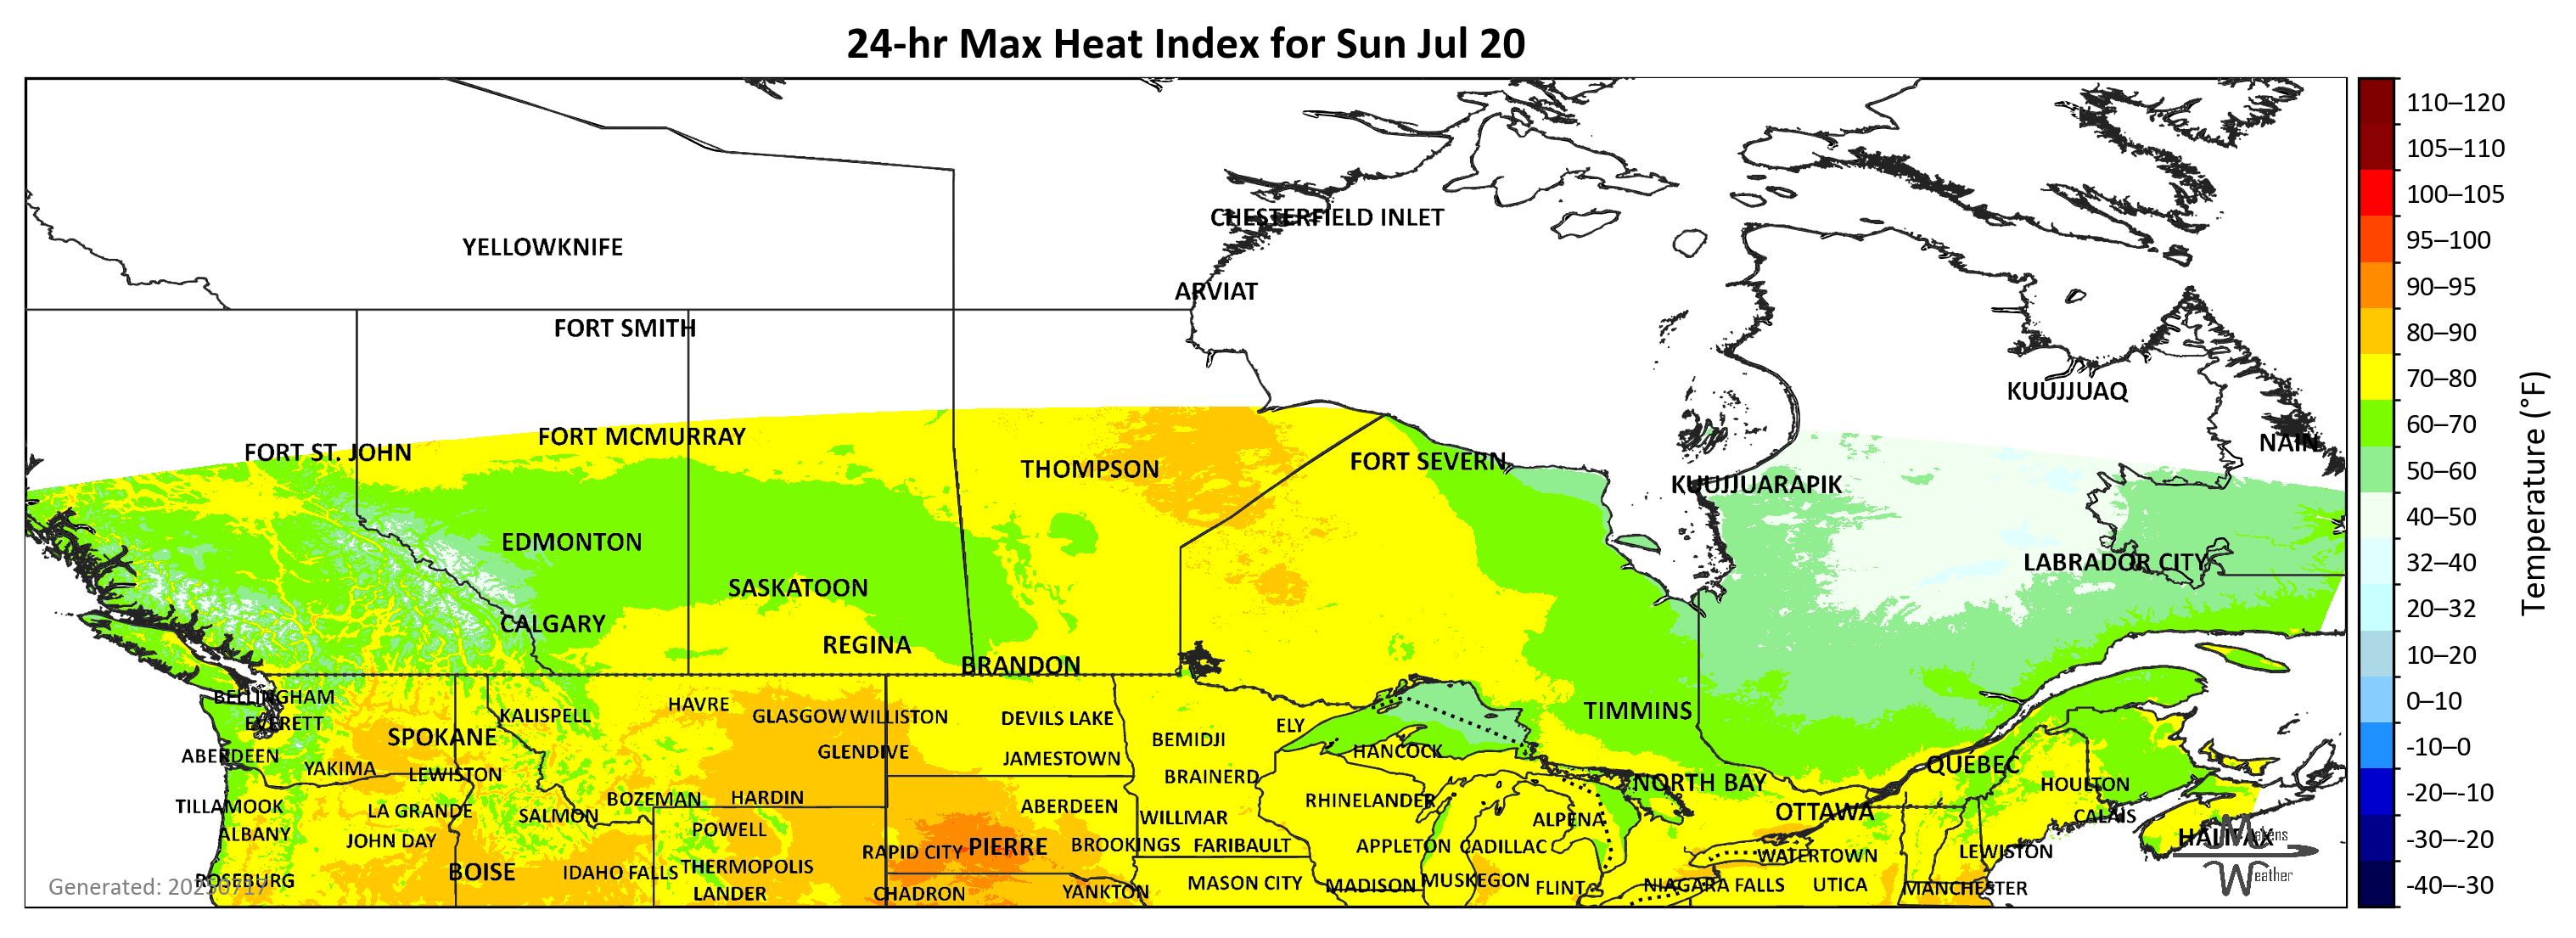 24-hr Max Heat Index for Sun Jul 20
110–120
105–110
100–105
95–100
90–95
80–90
70–80
60–70
50–60
40–50
32–40
20–32
10–20
0–10
-10–0
-20–-10
-30–-20
-40–-30
Temperature (°F)
CHESTERFIELD INLET
YELLOWKNIFE
ARVIAT
FORT SMITH
KUUJJUAQ
FORT MCMURRAY
NAIN
FORT ST. JOHN
THOMPSON
FORT SEVERN
KUUJJUARAPIK
EDMONTON
LABRADOR CITY
SASKATOON
CALGARY
REGINA
BRANDON
BELLINGHAM
HAVRE
KALISPELL
GLASGOW
WILLISTON
DEVILS LAKE
TIMMINS
EVERETT
ELY
SPOKANE
BEMIDJI
ABERDEEN
GLENDIVE
JAMESTOWN
HANCOCK
QUÉBEC
YAKIMA
LEWISTON
BRAINERD
NORTH BAY
HOULTON
TILLAMOOK
LA GRANDE
SALMON
BOZEMAN
HARDIN
ABERDEEN
WILLMAR
RHINELANDER
ALPENA
OTTAWA
CALAIS
ALBANY
JOHN DAY
POWELL
HALIFAX
BOISE
IDAHO FALLS
THERMOPOLIS
RAPID CITY
PIERRE
BROOKINGS
FARIBAULT
APPLETON
CADILLAC
WATERTOWN
LEWISTON
ROSEBURG
LANDER
CHADRON
YANKTON
MASON CITY
MADISON
MUSKEGON
FLINT
NIAGARA FALLS
UTICA
MANCHESTER
Generated: 20250717
Matens
Weather